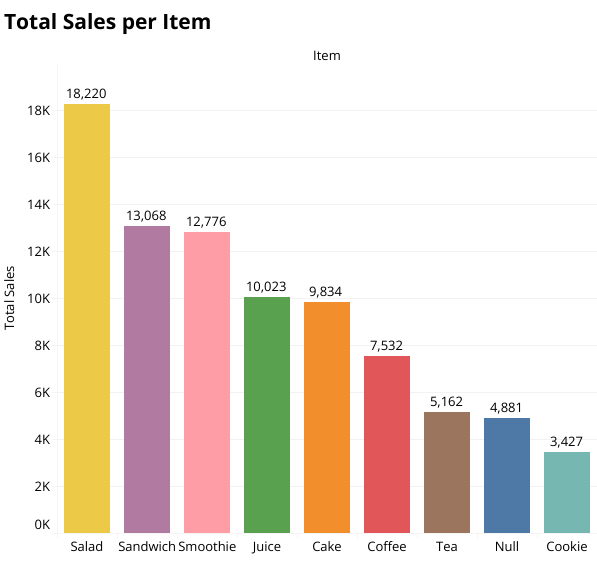 Total Sales per Item
Item
Total Sales
18K
16K
14K
12K
10K
8K
6K
4K
2K
0K
18,220
13,068
12,776
10,023
9,834
7,532
5,162
4,881
3,427
Salad Sandwich Smoothie Juice Cake Coffee Tea Null Cookie